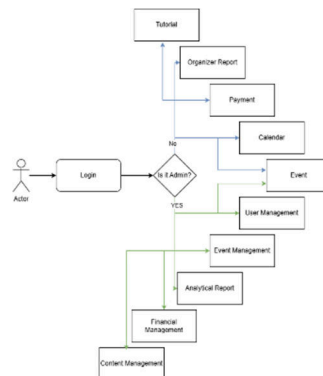 Tutorial
Organizer Report
Payment
No
Calendar
Actor
Login
Is it Admin?
Event
YES
User Management
Event Management
Analytical Report
Financial
Management
Content Management